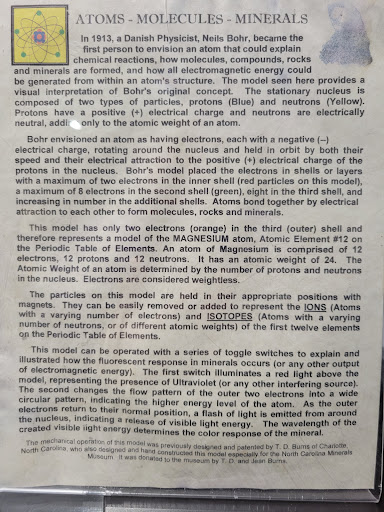 ATOMS - MOLECULES - MINERALS
In 1913, a Danish Physicist, Neils Bohr, became the
first person to envision an atom that could explain
chemical reactions, how molecules, compounds, rocks
and minerals are formed, and how all electromagnetic energy could
be generated from within an atom's structure. The model seen here provides a
visual interpretation of Bohr's original concept. The stationary nucleus is
composed of two types of particles, protons (Blue) and neutrons (Yellow).
Protons have a positive (+) electrical charge and neutrons are electrically
neutral, adding only to the atomic weight of an atom.
Bohr envisioned an atom as having electrons, each with a negative (–)
electrical charge, rotating around the nucleus and held in orbit by both their
speed and their electrical attraction to the positive (+) electrical charge of the
protons in the nucleus. Bohr's model placed the electrons in shells or layers
with a maximum of two electrons in the inner shell (red particles on this model),
a maximum of 8 electrons in the second shell (green), eight in the third shell, and
increasing in number in the additional shells. Atoms bond together by electrical
attraction to each other to form molecules, rocks and minerals.
This model has only two electrons (orange) in the third (outer) shell and
therefore represents a model of the MAGNESIUM atom, Atomic Element #12 on
the Periodic Table of Elements. An atom of Magnesium is comprised of 12
electrons, 12 protons and 12 neutrons. It has an atomic weight of 24. The
Atomic Weight of an atom is determined by the number of protons and neutrons
in the nucleus. Electrons are considered weightless.
The particles on this model are held in their appropriate positions with
magnets. They can be easily removed or added to represent the IONS (Atoms
with a varying number of electrons) and ISOTOPES (Atoms with a varying
number of neutrons, or of different atomic weights) of the first twelve elements
on the Periodic Table of Elements.
This model can be operated with a series of toggle switches to explain and
illustrated how the fluorescent response in minerals occurs (or any other output
of electromagnetic energy). The first switch illuminates a red light above the
model, representing the presence of Ultraviolet (or any other interfering source).
The second changes the flow pattern of the outer two electrons into a wide
circular pattern, indicating the higher energy level of the atom. As the outer
electrons return to their normal position, a flash of light is emitted from around
the nucleus, indicating a release of visible light energy. The wavelength of the
created visible light energy determines the color response of the mineral.
The mechanical operation of this model was previously designed and patented by T. D. Burns of Charlotte,
North Carolina, who also designed and hand constructed this model especially for the North Carolina Minerals
Museum. It was donated to the museum by T. D. and Jean Burns.